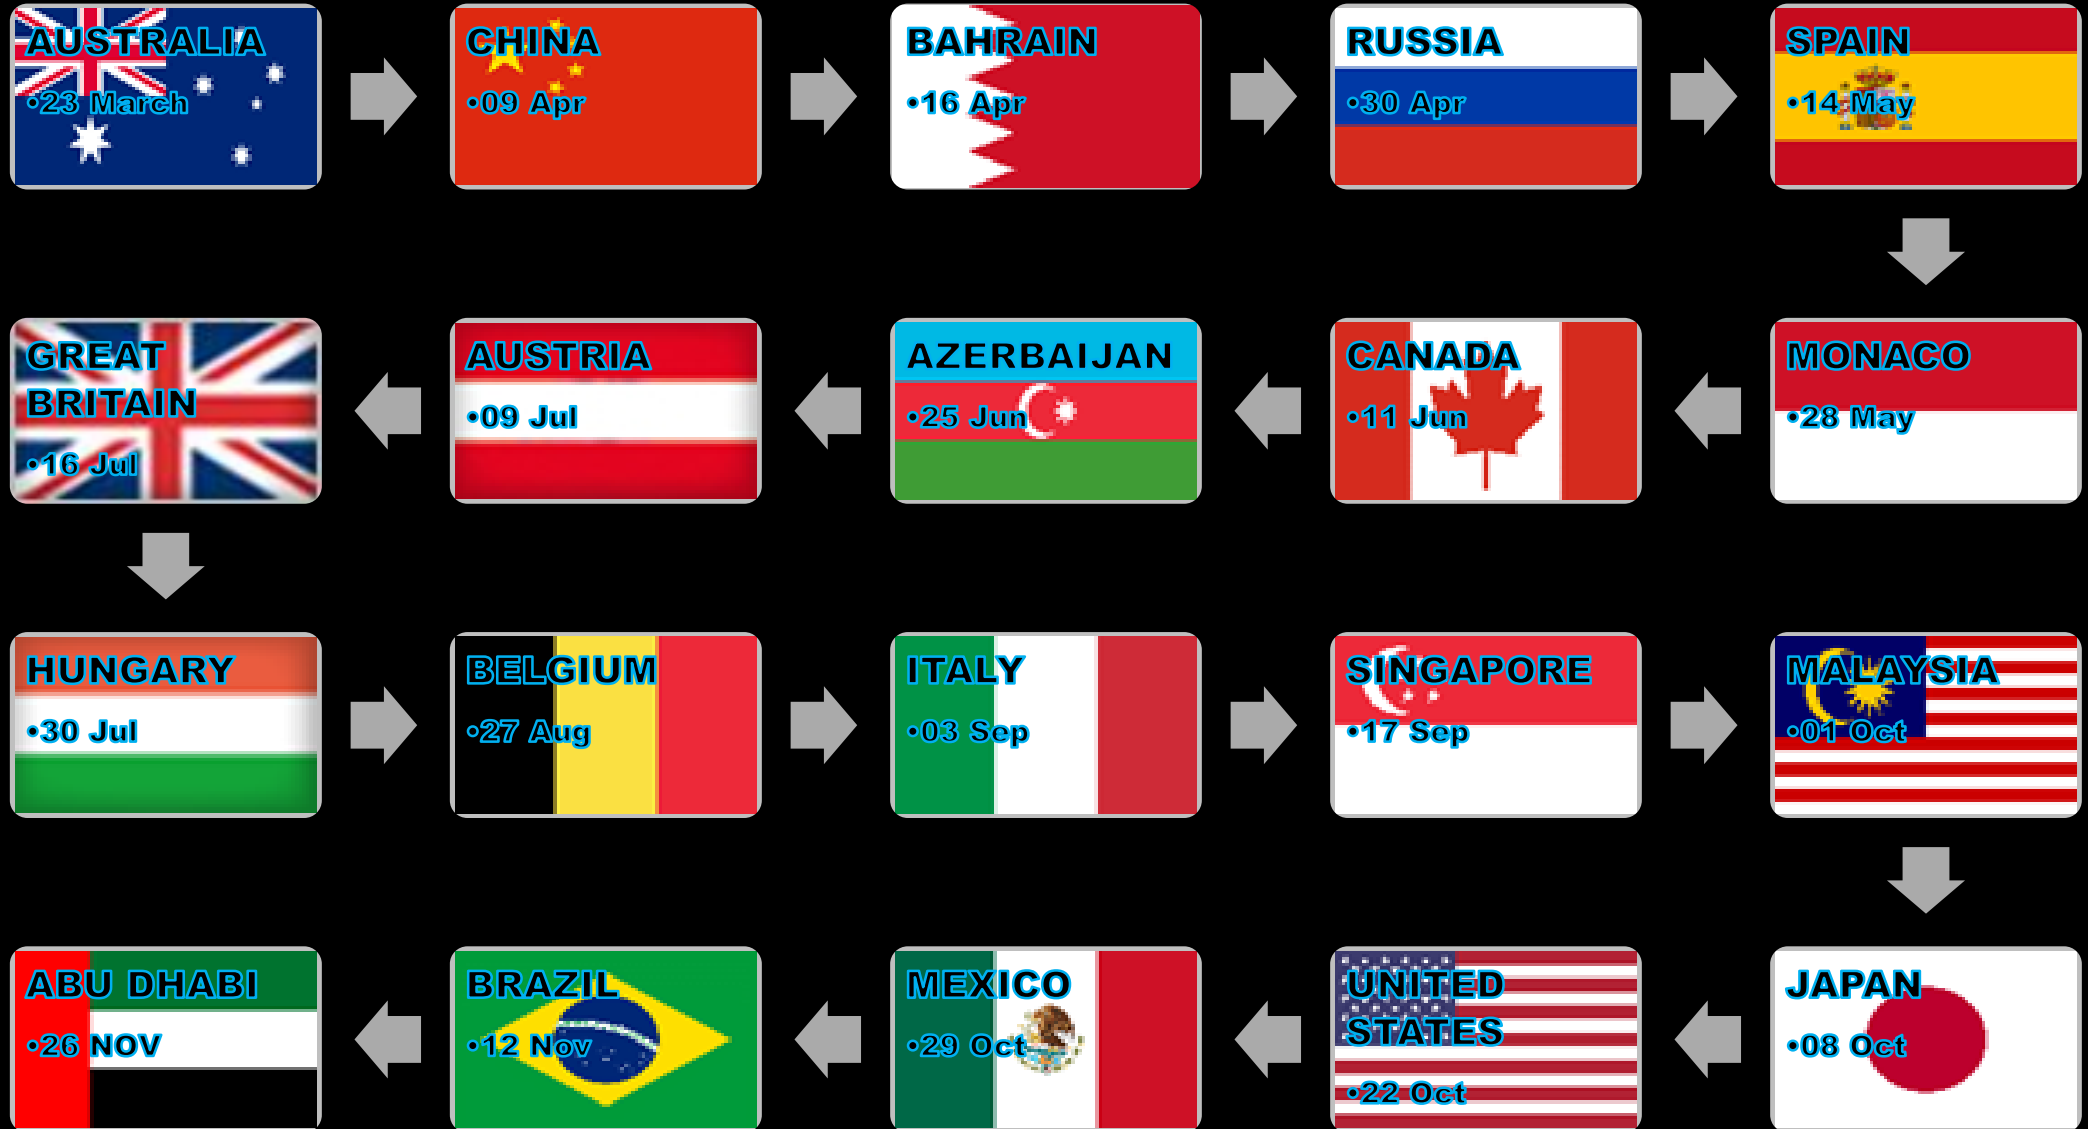 AUSTRALIA
•23 March
CHINA
•09 Apr
BAHRAIN
•16 Apr
RUSSIA
•30 Apr
SPAIN
•14 May
MONACO
•28 May
CANADA
•11 Jun
AZERBAIJAN
•25 Jun
AUSTRIA
•09 Jul
GREAT
BRITAIN
•16 Jul
HUNGARY
•30 Jul
BELGIUM
•27 Aug
ITALY
•03 Sep
SINGAPORE
•17 Sep
MALAYSIA
•01 Oct
JAPAN
•08 Oct
UNITED
STATES
•22 Oct
MEXICO
•29 Oct
BRAZIL
•12 Nov
ABU DHABI
•26 NOV